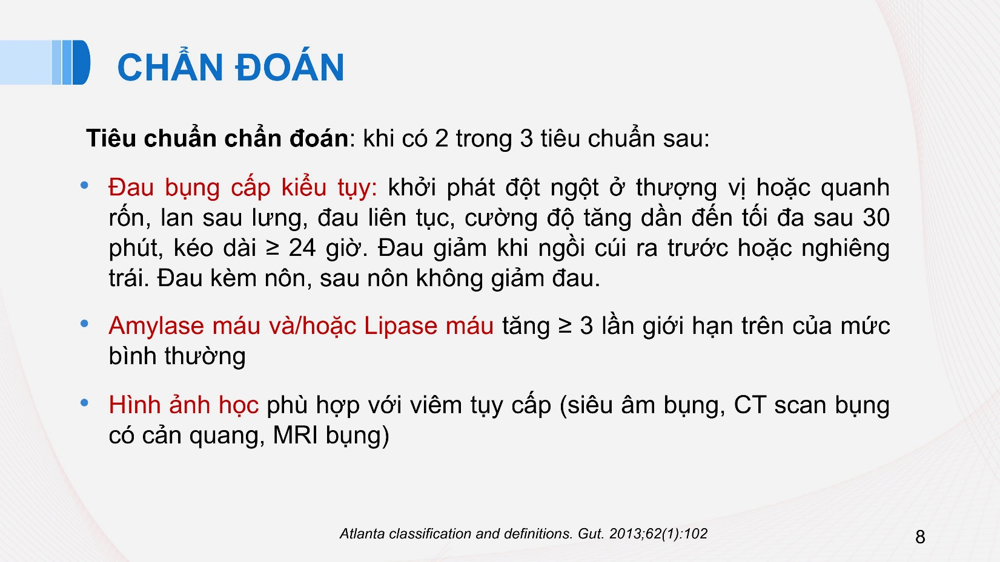 CHẨN ĐOÁN
Tiêu chuẩn chẩn đoán: khi có 2 trong 3 tiêu chuẩn sau:
• Đau bụng cấp kiểu tụy: khởi phát đột ngột ở thượng vị hoặc quanh
rốn, lan sau lưng, đau liên tục, cường độ tăng dần đến tối đa sau 30
phút, kéo dài ≥ 24 giờ. Đau giảm khi ngồi cúi ra trước hoặc nghiêng
trái. Đau kèm nôn, sau nôn không giảm đau.
• Amylase máu và/hoặc Lipase máu tăng ≥ 3 lần giới hạn trên của mức
bình thường
• Hình ảnh học phù hợp với viêm tụy cấp (siêu âm bụng, CT scan bụng
có cản quang, MRI bụng)
Atlanta classification and definitions. Gut. 2013;62(1):102
8